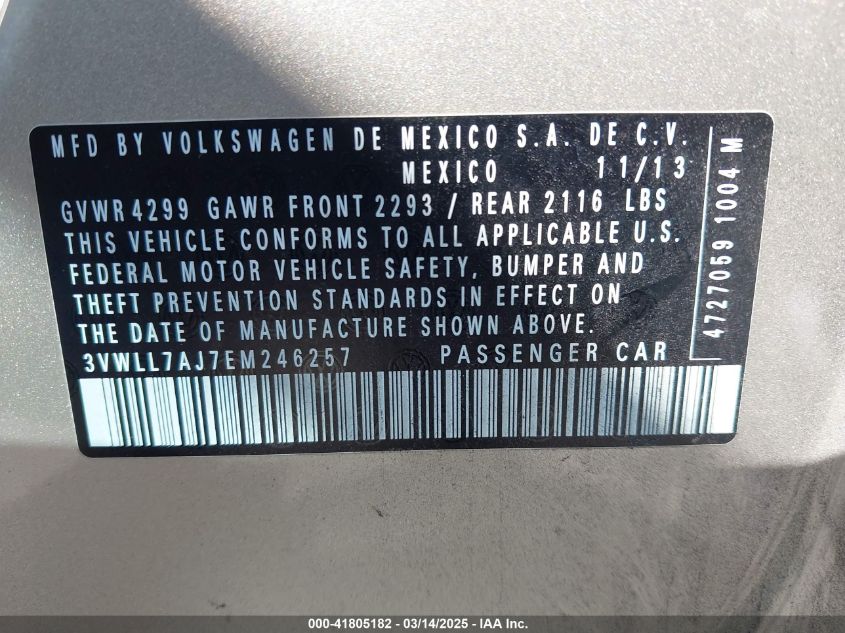 MFD BY VOLKSWAGEN DE MEXICO S.A. DE C.V.
MEXICO 11/13
GVWR 4299 GAWR FRONT 2293 / REAR 2116 LBS
THIS VEHICLE CONFORMS TO ALL APPLICABLE U.S.
FEDERAL MOTOR VEHICLE SAFETY, BUMPER AND
THEFT PREVENTION STANDARDS IN EFFECT ON
THE DATE OF MANUFACTURE SHOWN ABOVE.
3VWLL7AJ7EM246257 PASSENGER CAR
4727059 1004 M
000-41805182 / 03/14/2025 - IAA Inc.